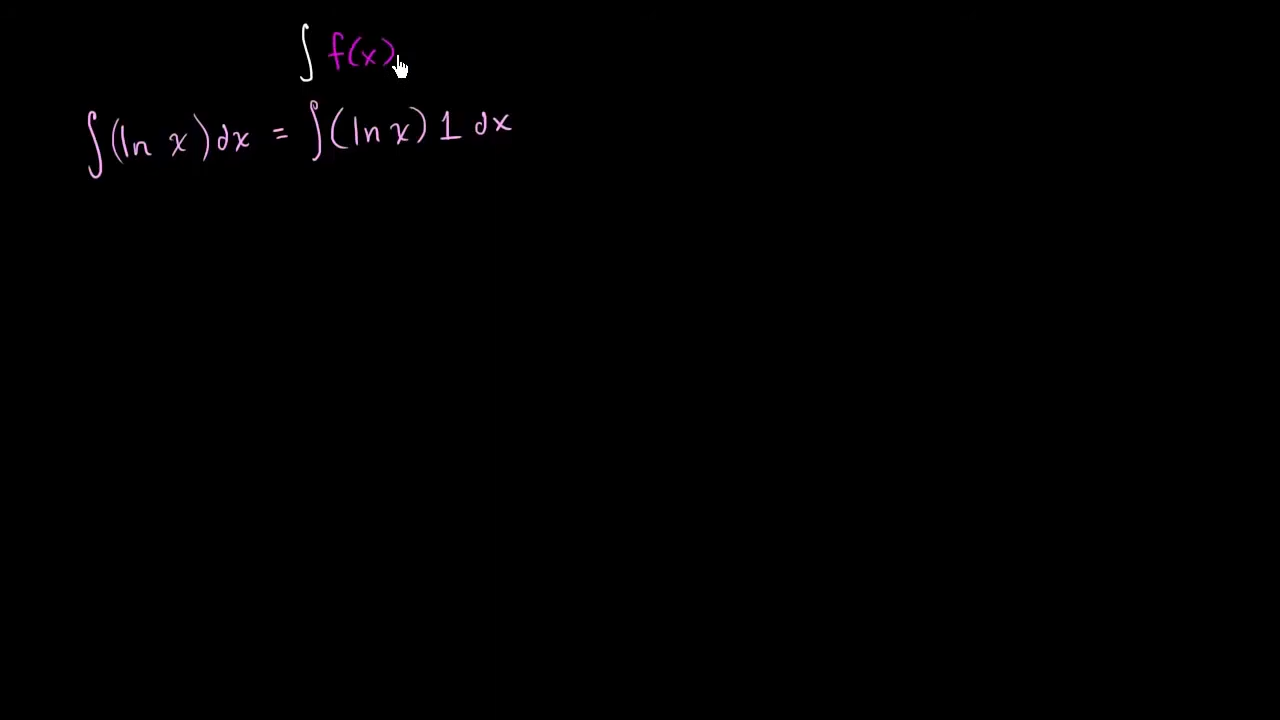 ∫ f(x)
∫(ln x)dx = ∫(ln x) 1 dx